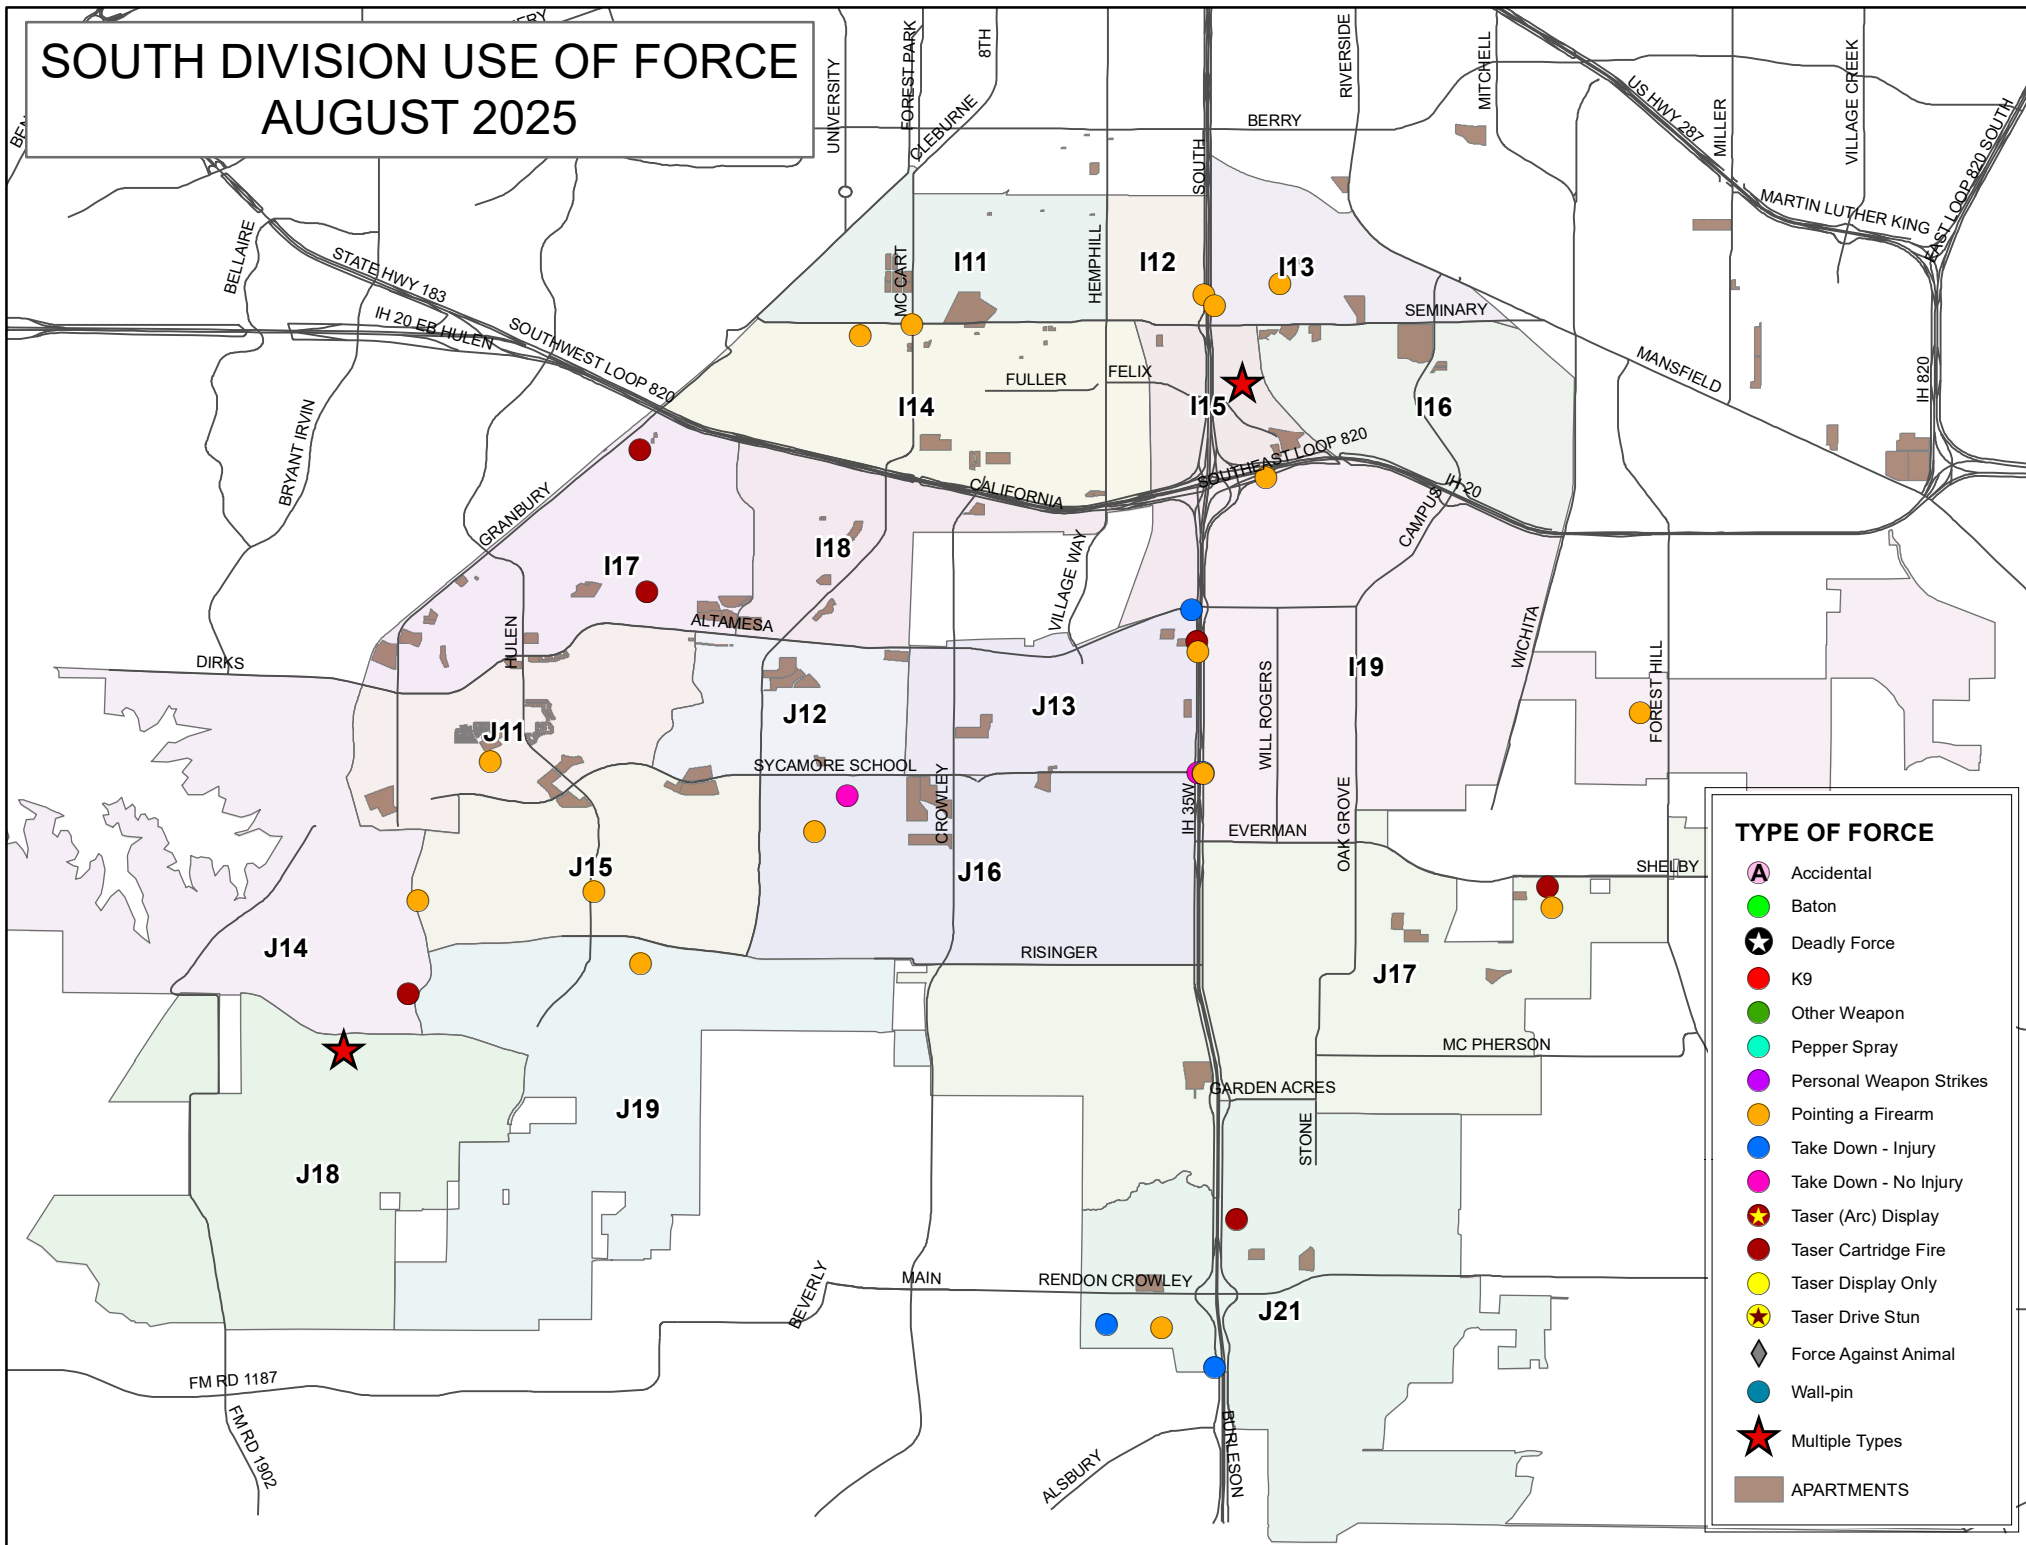 SOUTH DIVISION USE OF FORCE
AUGUST 2025
UNIVERSITY
FOREST PARK
8TH
CLEBURNE
SOUTH
BERRY
RIVERSIDE
MITCHELL
US HWY 287
MILLER
VILLAGE CREEK
EAST LOOP 820 SOUTH
MARTIN LUTHER KING
BELLAIRE
STATE HWY 183
IH 20 EB HULEN
SOUTHWEST LOOP 820
MC CART
I11
HEMPHILL
I12
I13
SEMINARY
MANSFIELD
IH 820
BRYANT IRVIN
FULLER
FELIX
I14
I15
I16
SOUTHEAST LOOP 820
IH 20
CALIFORNIA
CAMPUS
GRANBURY
I17
I18
VILLAGE WAY
ALTAMESA
HULEN
DIRKS
WICHITA
I19
WILL ROGERS
FOREST HILL
J11
J12
J13
SYCAMORE SCHOOL
CROWLEY
IH 35W
EVERMAN
OAK GROVE
SHELBY
J15
J16
J14
RISINGER
J17
MC PHERSON
GARDEN ACRES
STONE
J19
J18
MAIN
RENDON CROWLEY
BEVERLY
J21
FM RD 1187
FM RD 1902
ALSBURY
BURLESON
TYPE OF FORCE
A Accidental
Baton
Deadly Force
K9
Other Weapon
Pepper Spray
Personal Weapon Strikes
Pointing a Firearm
Take Down - Injury
Take Down - No Injury
Taser (Arc) Display
Taser Cartridge Fire
Taser Display Only
Taser Drive Stun
Force Against Animal
Wall-pin
Multiple Types
APARTMENTS